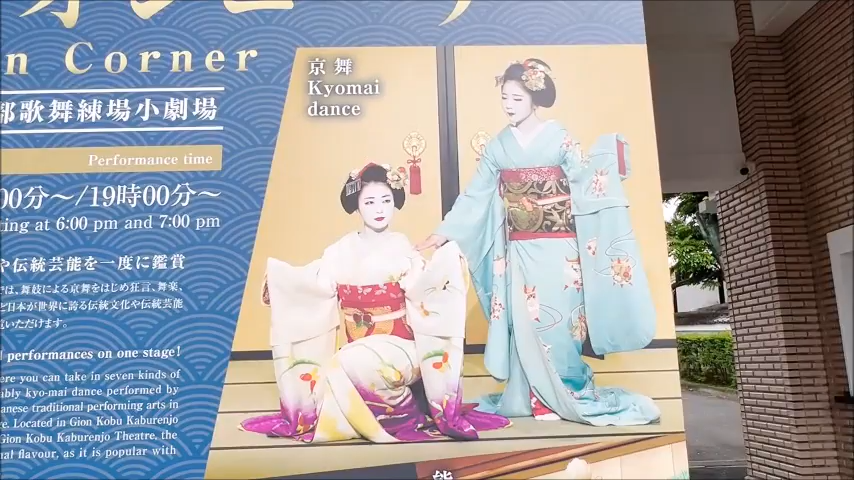 n Corner
京舞
Kyomai
dance
都歌舞練場小劇場
Performance time
00分～/19時00分～
ting at 6:00 pm and 7:00 pm
や伝統芸能を一度に鑑賞
では、舞妓による京舞をはじめ狂言、舞楽、
ど日本が世界に誇る伝統文化や伝統芸能
覧いただけます。
l performances on one stage!
ere you can take in seven kinds of
ably kyo-mai dance performed by
anese traditional performing arts in
e. Located in Gion Kobu Kaburenjo,
Gion Kobu Kaburenjo Theatre, the
nal flavour, as it is popular with
能